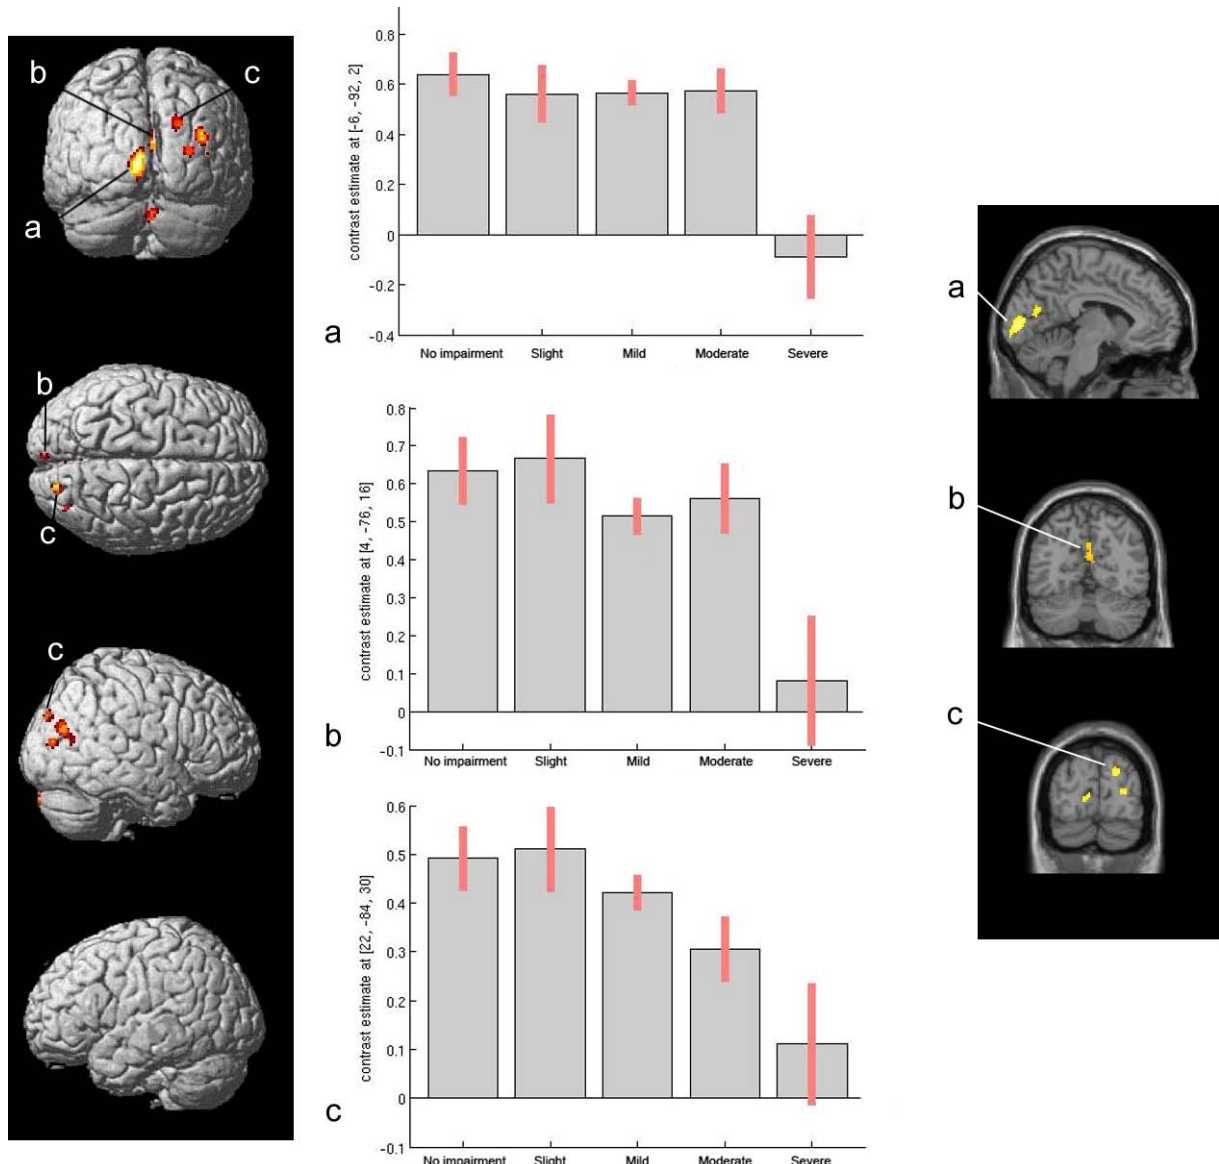 b
c
a
b
c
c
0.8
0.6
0.4
0.2
0
-0.2
-0.4
contrast estimate at [-6, -92, 2]
No impairment Slight Mild Moderate Severe
a
0.8
0.7
0.6
0.5
0.4
0.3
0.2
0.1
0
-0.1
contrast estimate at [4, -76, 16]
No impairment Slight Mild Moderate Severe
b
0.6
0.5
0.4
0.3
0.2
0.1
0
-0.1
contrast estimate at [22, -84, 30]
No impairment Slight Mild Moderate Severe
c
a
b
c